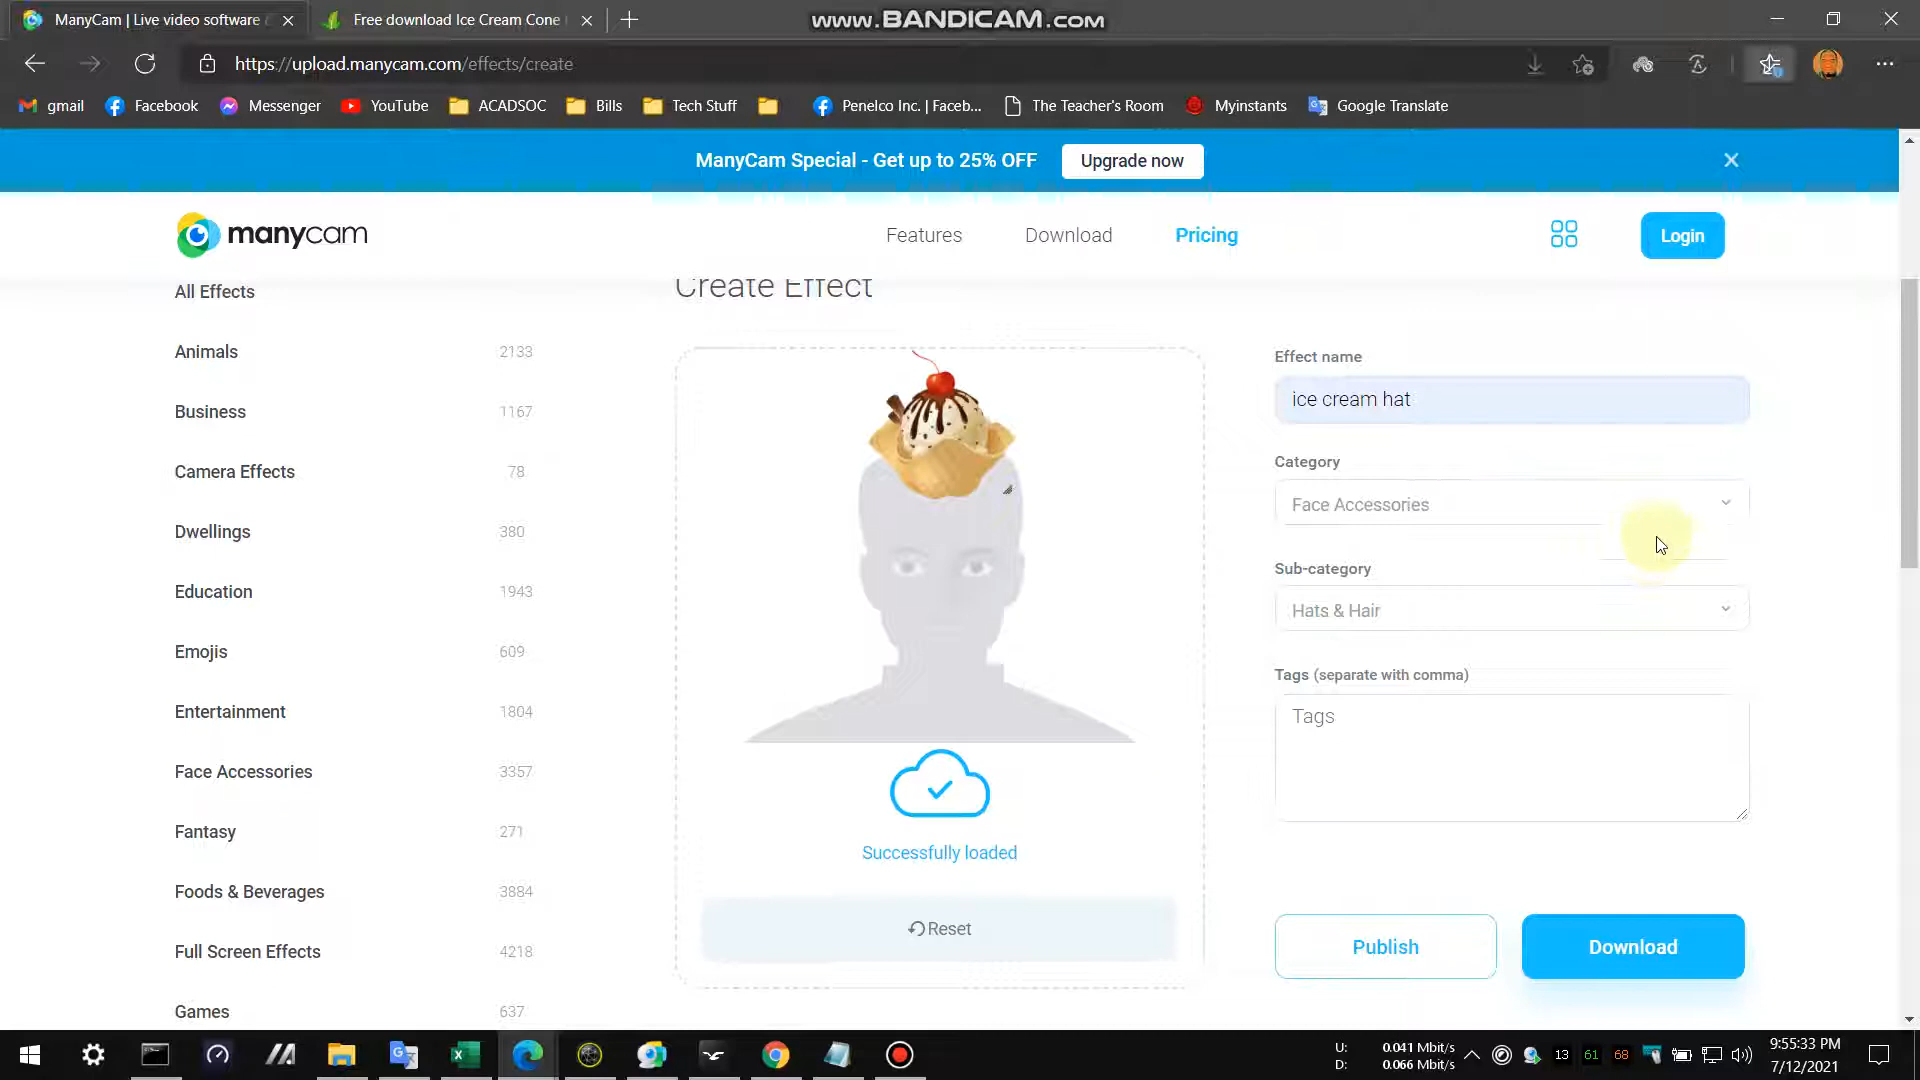 ManyCam | Live video software
Free download Ice Cream Cone
WWW.BANDICAM.COM
https://upload.manycam.com/effects/create
gmail
Facebook
Messenger
YouTube
ACADSOC
Bills
Tech Stuff
Penelco Inc. | Faceb...
The Teacher's Room
Myinstants
Google Translate
ManyCam Special - Get up to 25% OFF
Upgrade now
manycam
Features
Download
Pricing
Login
All Effects
Animals 2133
Business 1167
Camera Effects 78
Dwellings 380
Education 1943
Emojis 609
Entertainment 1804
Face Accessories 3357
Fantasy 271
Foods & Beverages 3884
Full Screen Effects 4218
Games 637
Create Effect
Successfully loaded
Reset
Effect name
ice cream hat
Category
Face Accessories
Sub-category
Hats & Hair
Tags (separate with comma)
Tags
Publish
Download
U: 0.041 Mbit/s
D: 0.066 Mbit/s
13
61
68
9:55:33 PM
7/12/2021